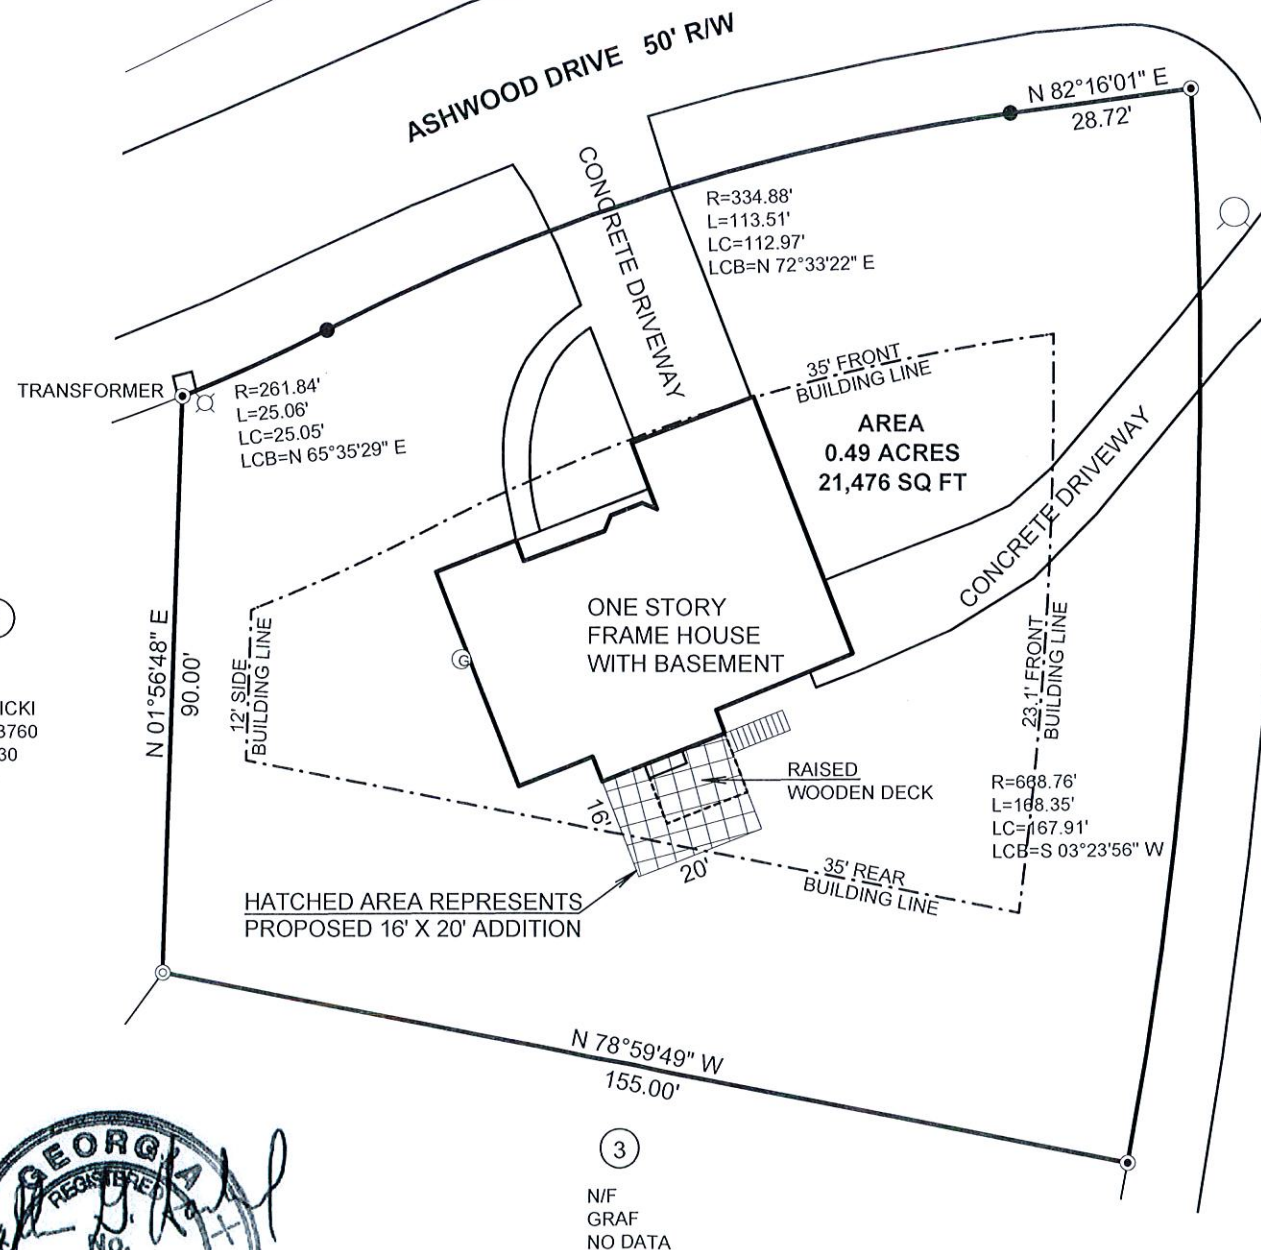 ASHWOOD DRIVE 50' R/W
N 82°16'01" E
28.72'
CONCRETE DRIVEWAY
R=334.88'
L=113.51'
LC=112.97'
LCB=N 72°33'22" E
TRANSFORMER
R=261.84'
L=25.06'
LC=25.05'
LCB=N 65°35'29" E
35' FRONT
BUILDING LINE
AREA
0.49 ACRES
21,476 SQ FT
CONCRETE DRIVEWAY
N 01°56'48" E
90.00'
12' SIDE
BUILDING LINE
ONE STORY
FRAME HOUSE
WITH BASEMENT
G
23.1' FRONT
BUILDING LINE
ICKI
3760
30
RAISED
WOODEN DECK
R=668.76'
L=168.35'
LC=167.91'
LCB=S 03°23'56" W
16'
20'
35' REAR
BUILDING LINE
HATCHED AREA REPRESENTS
PROPOSED 16' X 20' ADDITION
N 78°59'49" W
155.00'
3
N/F
GRAF
NO DATA
GEORGIA
REGISTERED
NO.